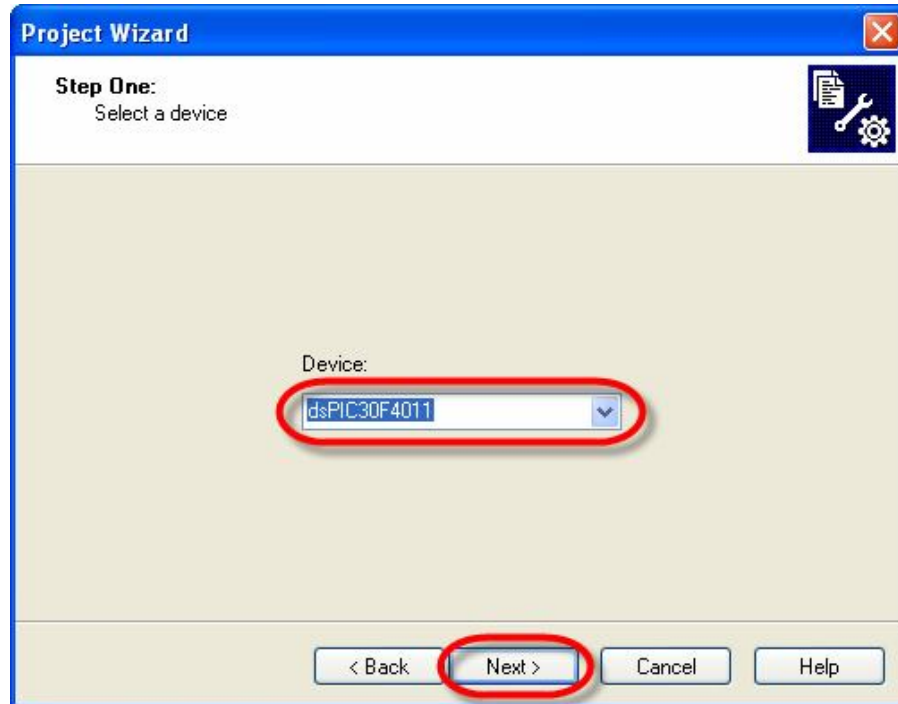 Project Wizard
Step One:
Select a device
Device:
dsPIC30F4011
< Back Next > Cancel Help